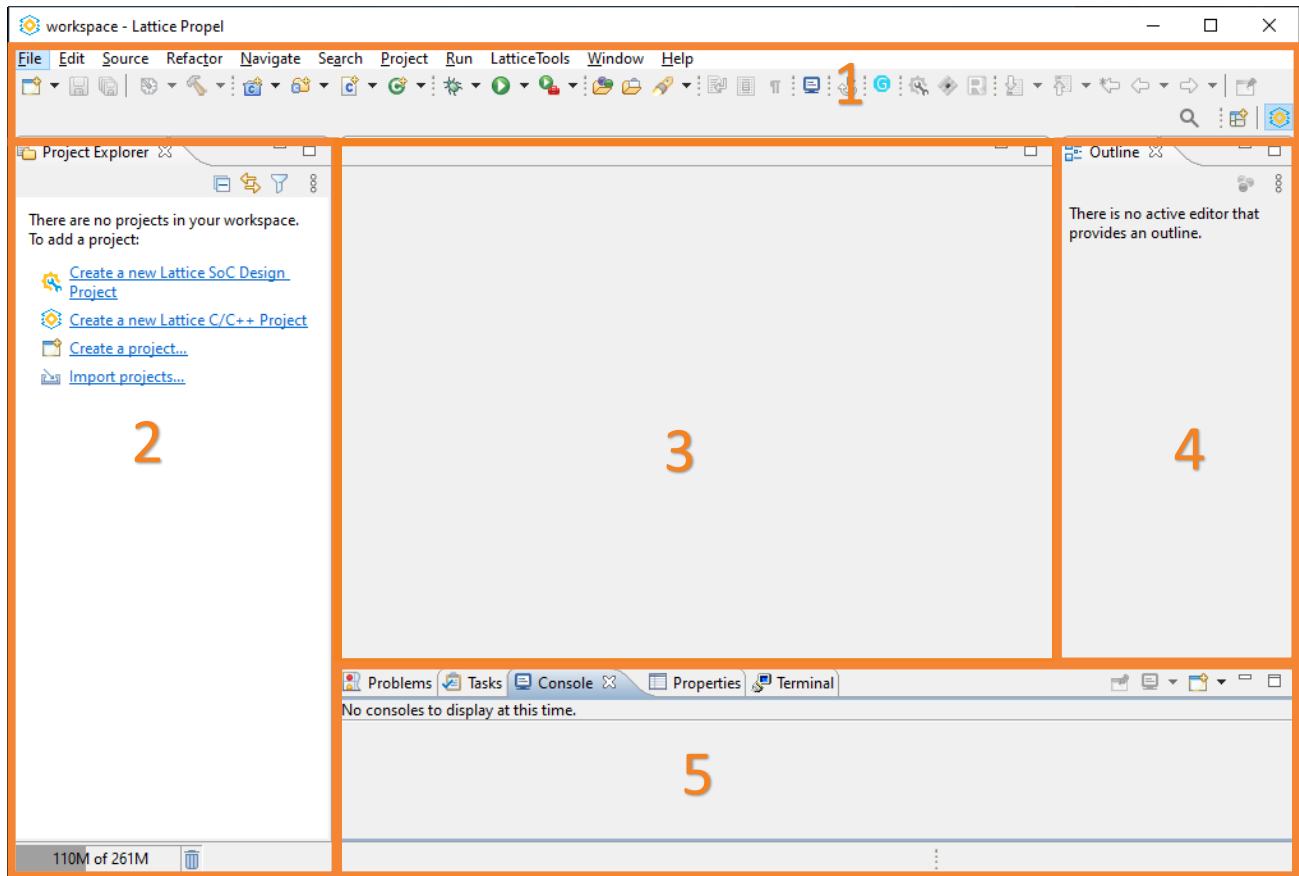 workspace - Lattice Propel
File Edit Source Refactor Navigate Search Project Run LatticeTools Window Help
1
Project Explorer
Outline
There are no projects in your workspace.
To add a project:
Create a new Lattice SoC Design
Project
Create a new Lattice C/C++ Project
Create a project...
Import projects...
There is no active editor that
provides an outline.
2
3
4
Problems Tasks Console Properties Terminal
No consoles to display at this time.
5
110M of 261M